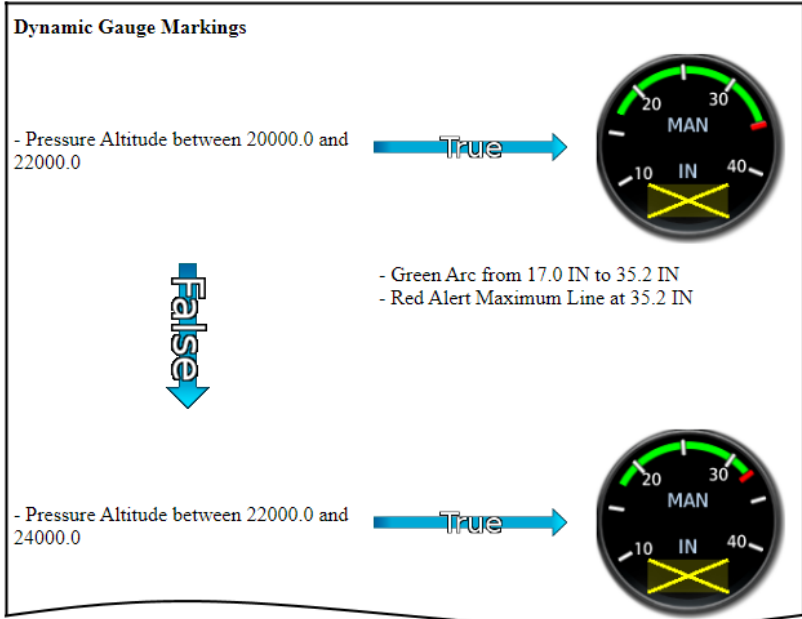 Dynamic Gauge Markings
- Pressure Altitude between 20000.0 and
22000.0
True
20 30
MAN
10 IN 40
False
- Green Arc from 17.0 IN to 35.2 IN
- Red Alert Maximum Line at 35.2 IN
- Pressure Altitude between 22000.0 and
24000.0
True
20 30
MAN
10 IN 40